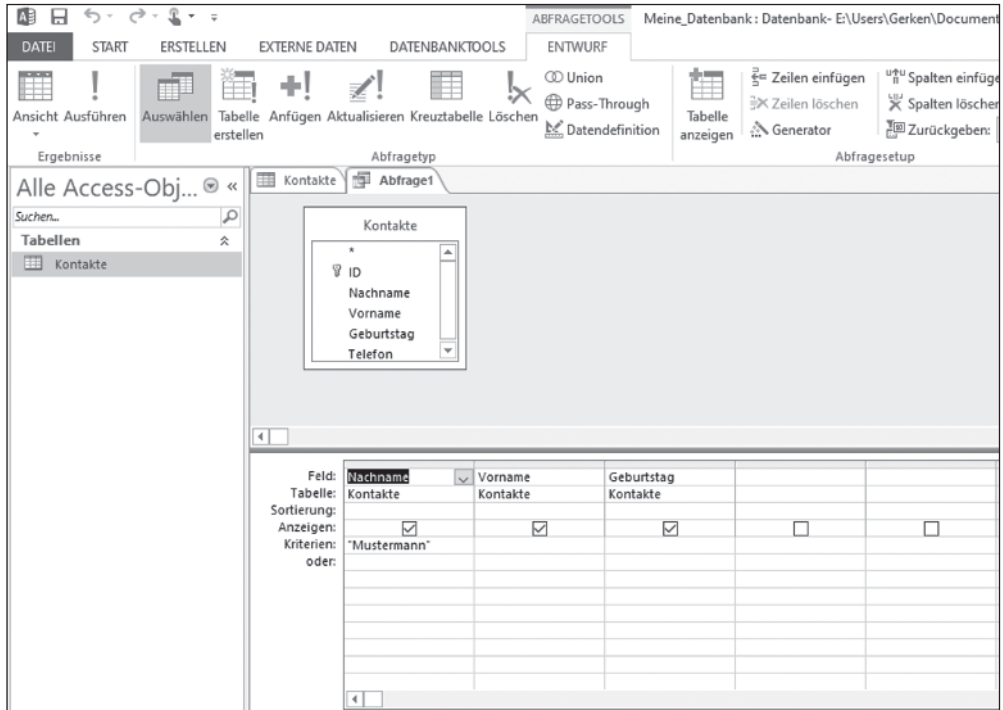 ABFRAGETOOLS Meine_Datenbank : Datenbank- E:\Users\Gerken\Document
DATEI START ERSTELLEN EXTERNE DATEN DATENBANKTOOLS ENTWURF
Ansicht
Ausführen
Auswählen
Tabelle
erstellen
Anfügen
Aktualisieren
Kreuztabelle
Löschen
Union
Pass-Through
Datendefinition
Tabelle
anzeigen
Zeilen einfügen
Zeilen löschen
Generator
Spalten einfüge
Spalten löscher
Zurückgeben:
Ergebnisse Abfragetyp Abfragesetup
Alle Access-Obj... «
Suchen...
Tabellen
Kontakte
Kontakte Abfrage1
Kontakte
*
ID
Nachname
Vorname
Geburtstag
Telefon
Feld: Nachname Vorname Geburtstag
Tabelle: Kontakte Kontakte Kontakte
Sortierung:
Anzeigen:
Kriterien: "Mustermann"
oder: